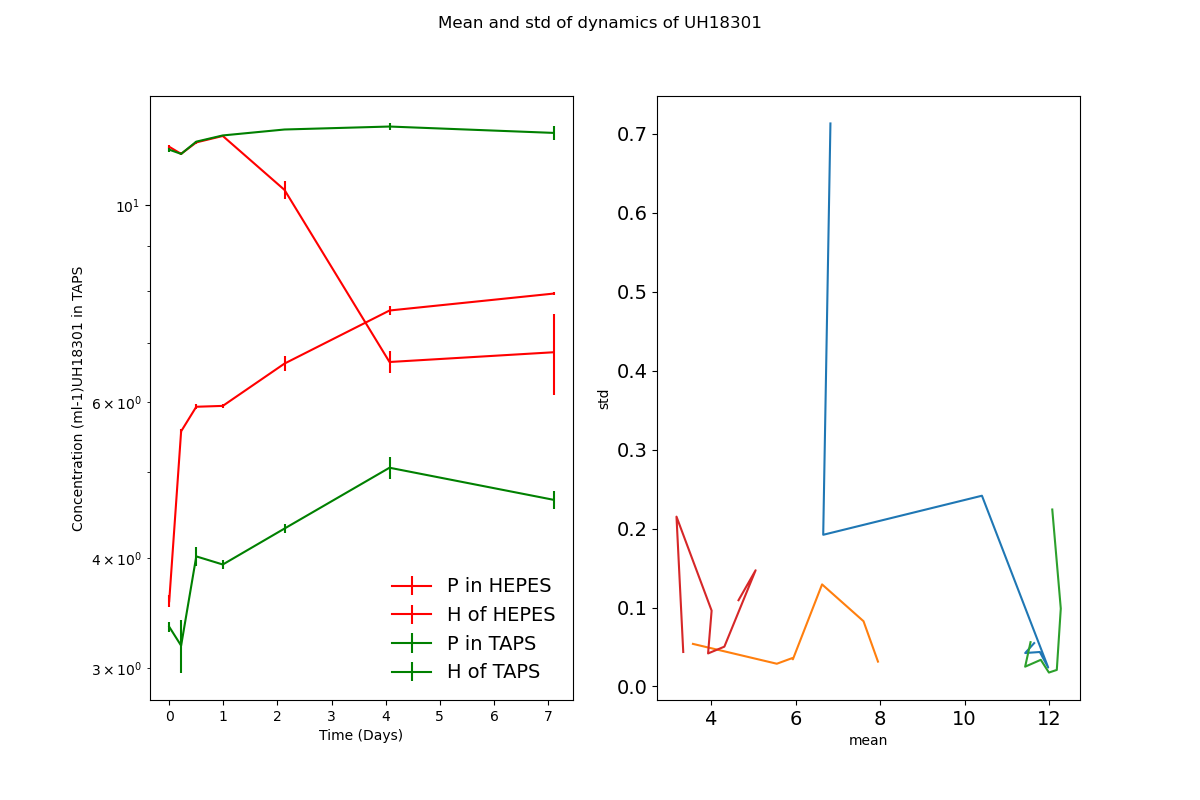 Mean and std of dynamics of UH18301
Concentration (ml-1)UH18301 in TAPS
10¹
6 × 10⁰
4 × 10⁰
3 × 10⁰
0 1 2 3 4 5 6 7
Time (Days)
P in HEPES
H of HEPES
P in TAPS
H of TAPS
std
0.7
0.6
0.5
0.4
0.3
0.2
0.1
0.0
4 6 8 10 12
mean